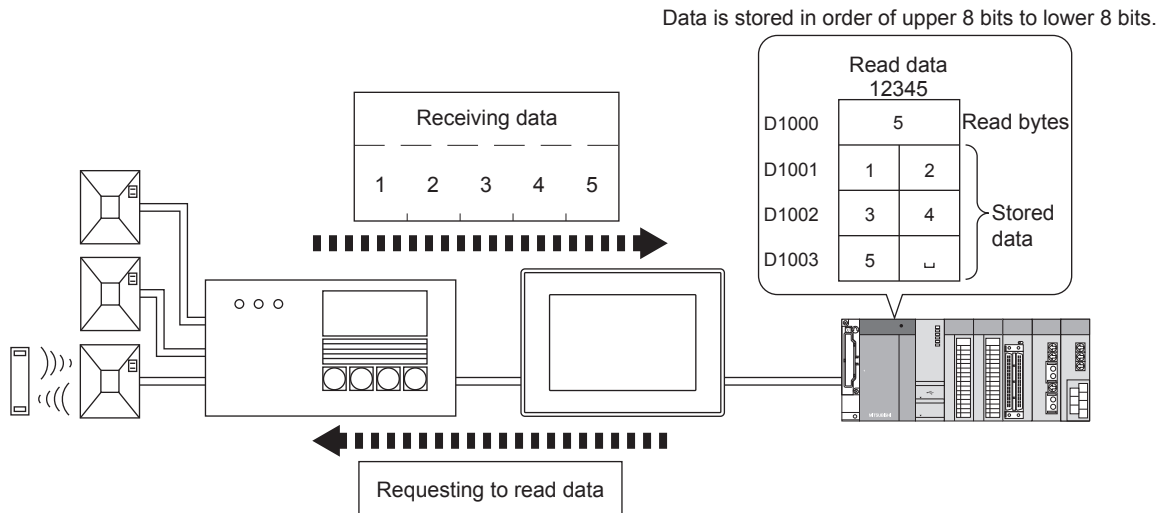 Data is stored in order of upper 8 bits to lower 8 bits.
Read data
12345
D1000 5 Read bytes
D1001 1 2
D1002 3 4
D1003 5 ␣
Stored
data
Receiving data
1 2 3 4 5
Requesting to read data
MITSUBISHI